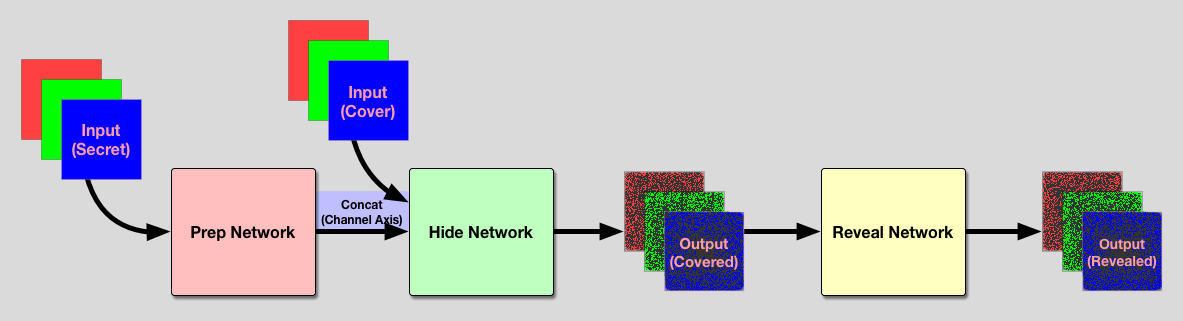 Input
(Secret)
Input
(Cover)
Prep Network
Concat
(Channel Axis)
Hide Network
Output
(Covered)
Reveal Network
Output
(Revealed)